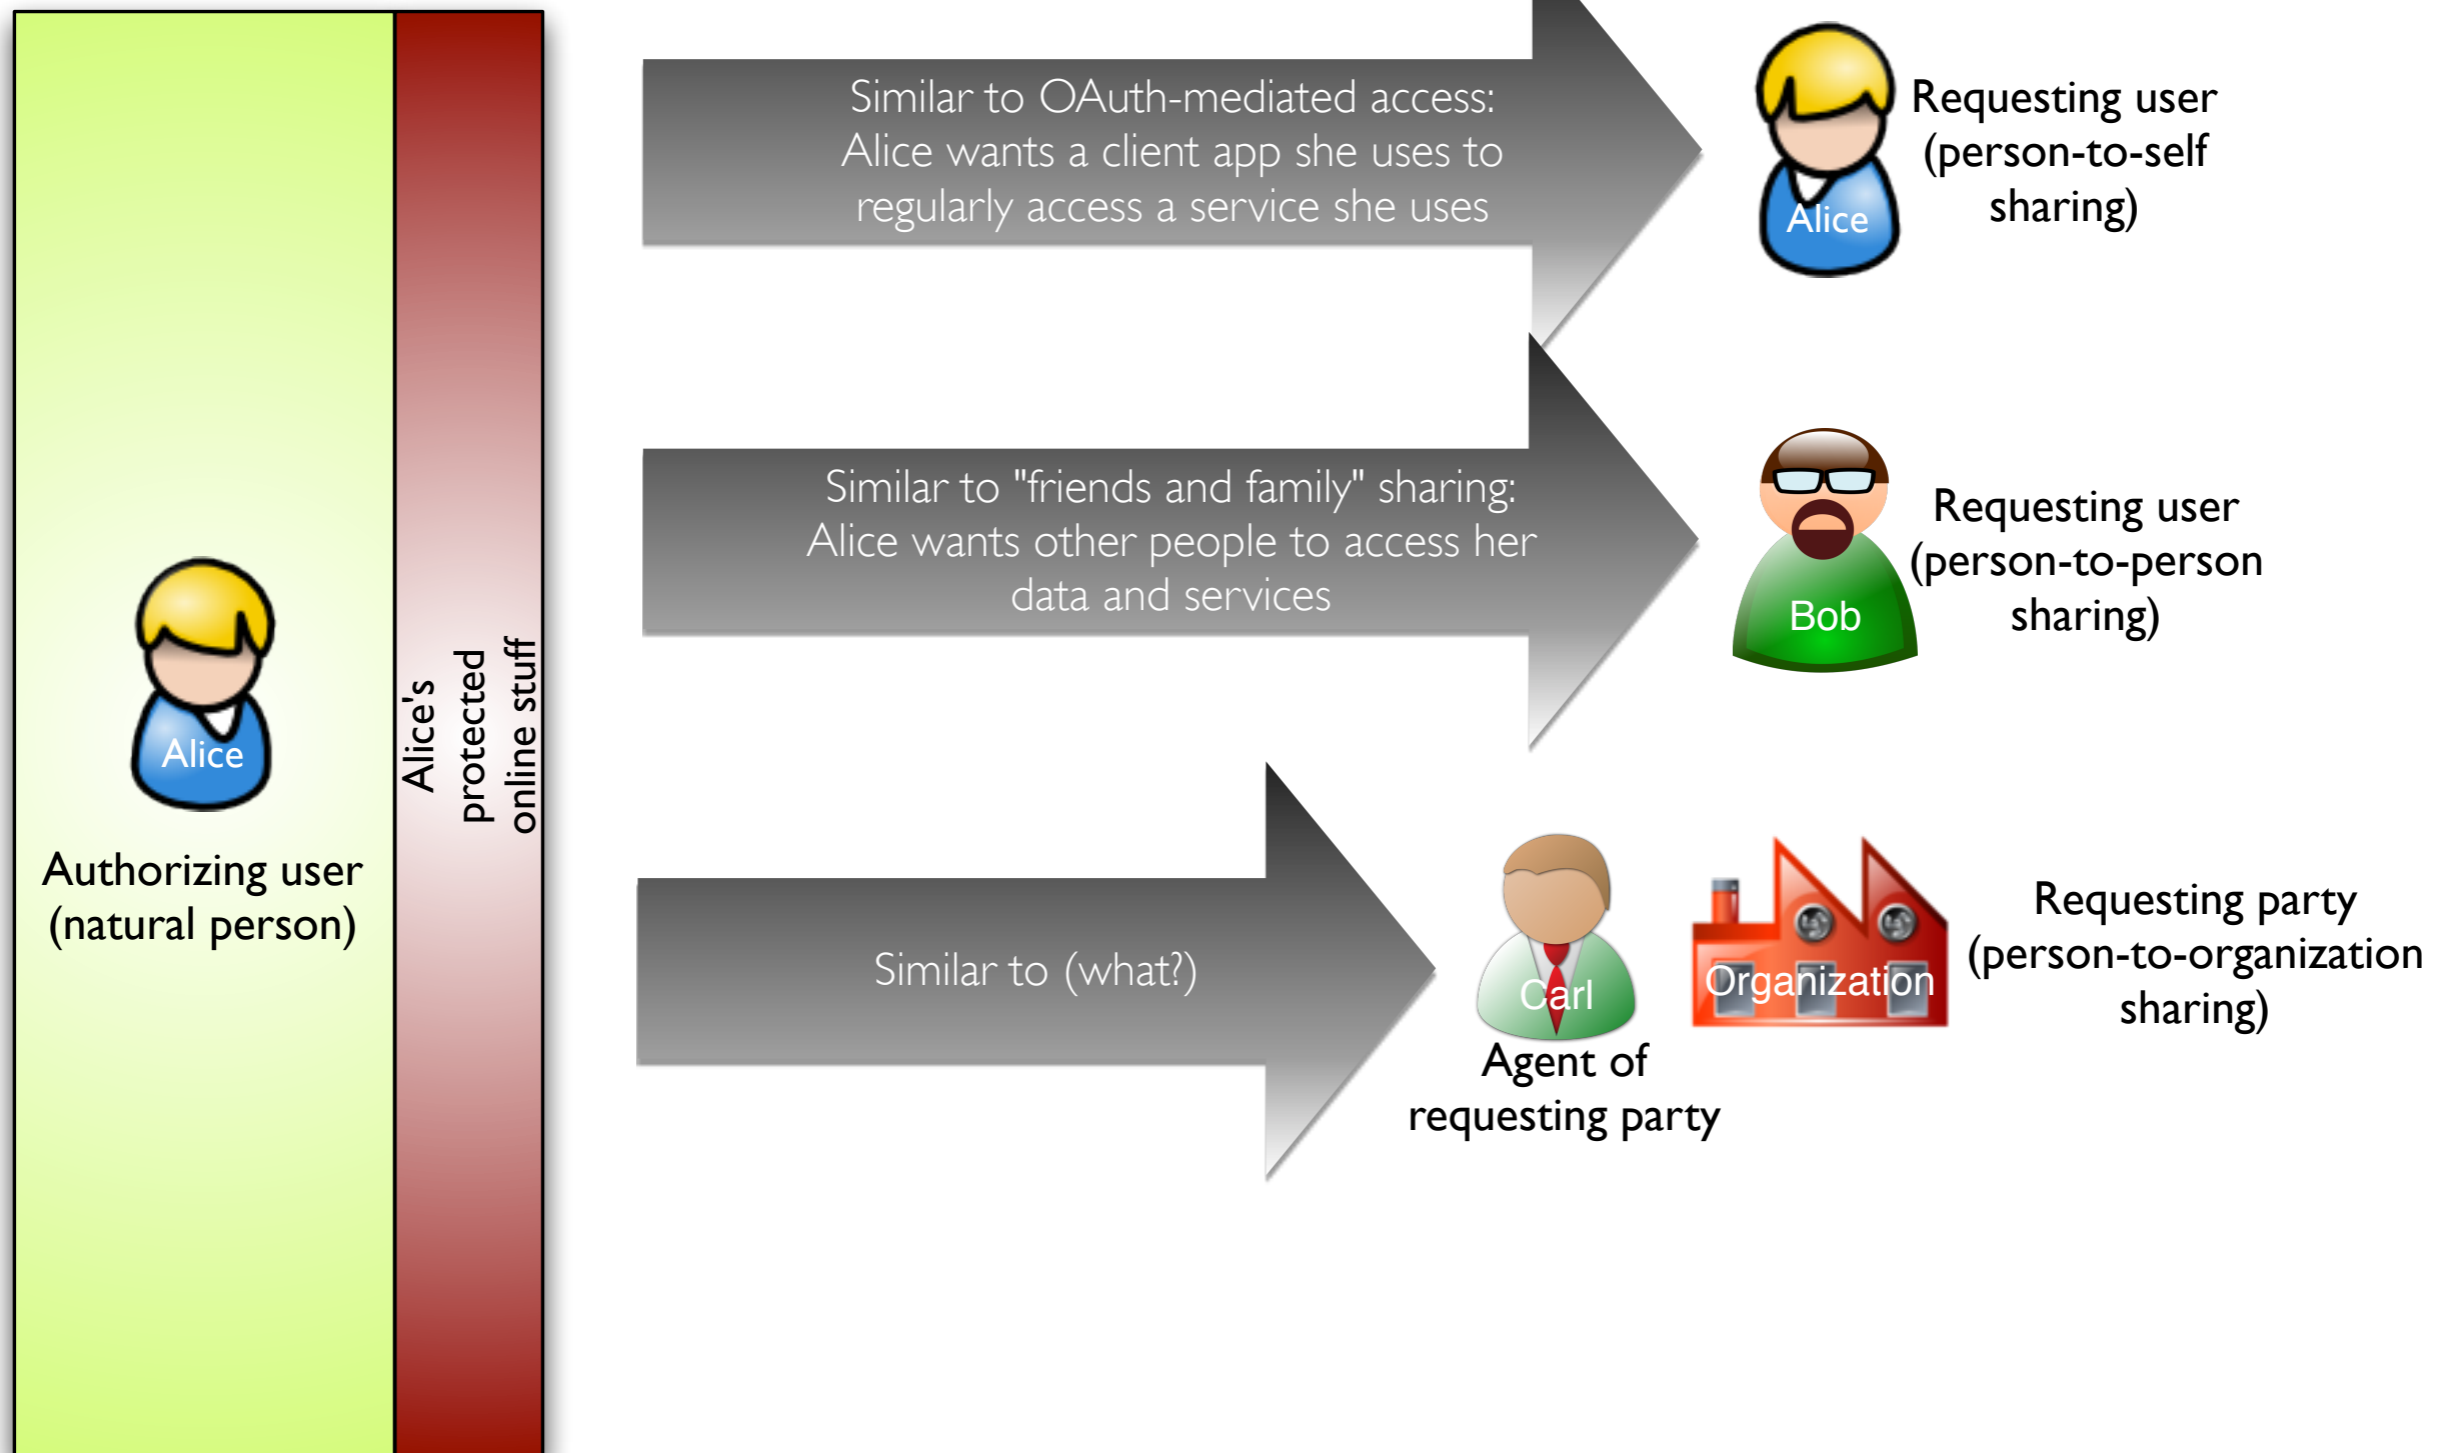 Alice
Authorizing user
(natural person)
Alice's
protected
online stuff
Similar to OAuth-mediated access:
Alice wants a client app she uses to
regularly access a service she uses
Alice
Requesting user
(person-to-self
sharing)
Similar to "friends and family" sharing:
Alice wants other people to access her
data and services
Bob
Requesting user
(person-to-person
sharing)
Similar to (what?)
Carl
Agent of
requesting party
Organization
Requesting party
(person-to-organization
sharing)